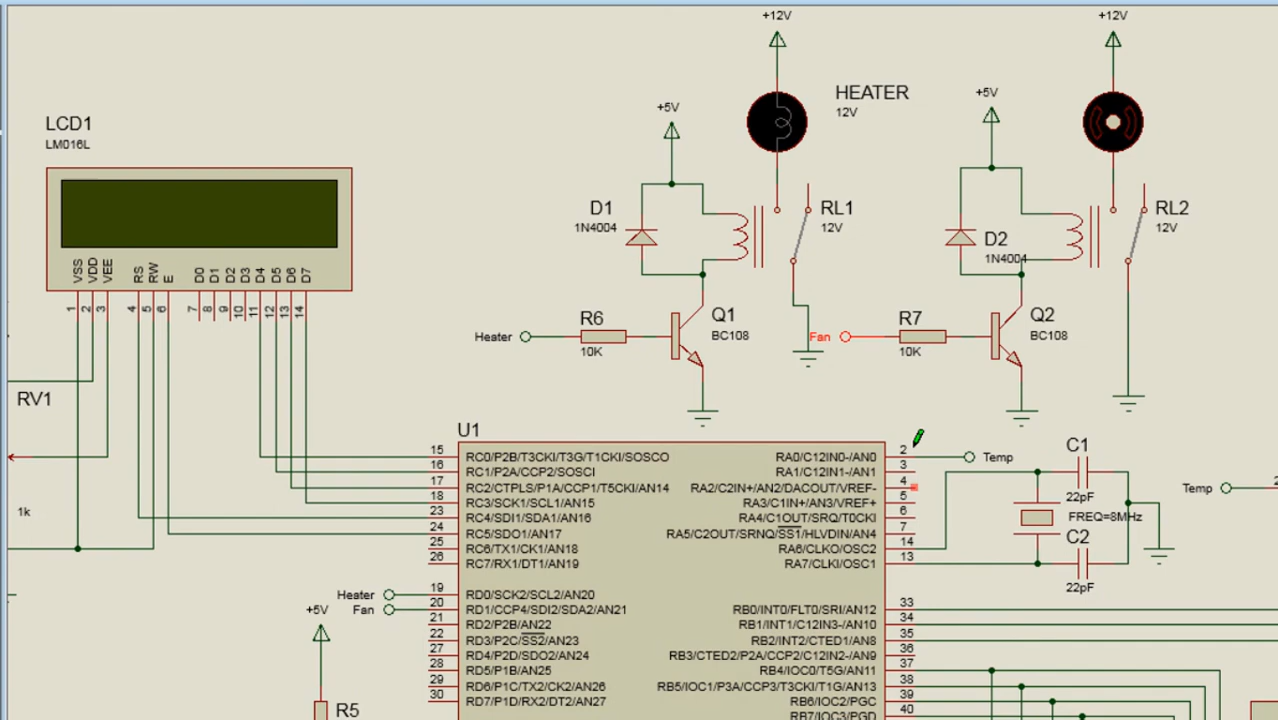 +12V
+12V
HEATER
12V
+5V
+5V
LCD1
LM016L
D1
1N4004
RL1
12V
D2
1N4004
RL2
12V
VSS
VDD
VEE
RS
RW
E
D0
D1
D2
D3
D4
D5
D6
D7
1
2
3
4
5
6
7
8
9
10
11
12
13
14
Heater
R6
10K
Q1
BC108
Fan
R7
10K
Q2
BC108
RV1
1k
U1
15 RC0/P2B/T3CKI/T3G/T1CKI/SOSCO
16 RC1/P2A/CCP2/SOSCI
17 RC2/CTPLS/P1A/CCP1/T5CKI/AN14
18 RC3/SCK1/SCL1/AN15
23 RC4/SDI1/SDA1/AN16
24 RC5/SDO1/AN17
25 RC6/TX1/CK1/AN18
26 RC7/RX1/DT1/AN19
Heater 19 RD0/SCK2/SCL2/AN20
Fan 20 RD1/CCP4/SDI2/SDA2/AN21
21 RD2/P2B/AN22
22 RD3/P2C/SS2/AN23
27 RD4/P2D/SDO2/AN24
28 RD5/P1B/AN25
29 RD6/P1C/TX2/CK2/AN26
30 RD7/P1D/RX2/DT2/AN27
RA0/C12IN0-/AN0 2 Temp
RA1/C12IN1-/AN1 3
RA2/C2IN+/AN2/DACOUT/VREF- 4
RA3/C1IN+/AN3/VREF+ 5
RA4/C1OUT/SRQ/T0CKI 6
RA5/C2OUT/SRNQ/SS1/HLVDIN/AN4 7
RA6/CLKO/OSC2 14
RA7/CLKI/OSC1 13
RB0/INT0/FLT0/SRI/AN12 33
RB1/INT1/C12IN3-/AN10 34
RB2/INT2/CTED1/AN8 35
RB3/CTED2/P2A/CCP2/C12IN2-/AN9 36
RB4/IOC0/T5G/AN11 37
RB5/IOC1/P3A/CCP3/T3CKI/T1G/AN13 38
RB6/IOC2/PGC 39
RB7/IOC3/PGD 40
C1
22pF
FREQ=8MHz
C2
22pF
Temp
2
+5V
R5